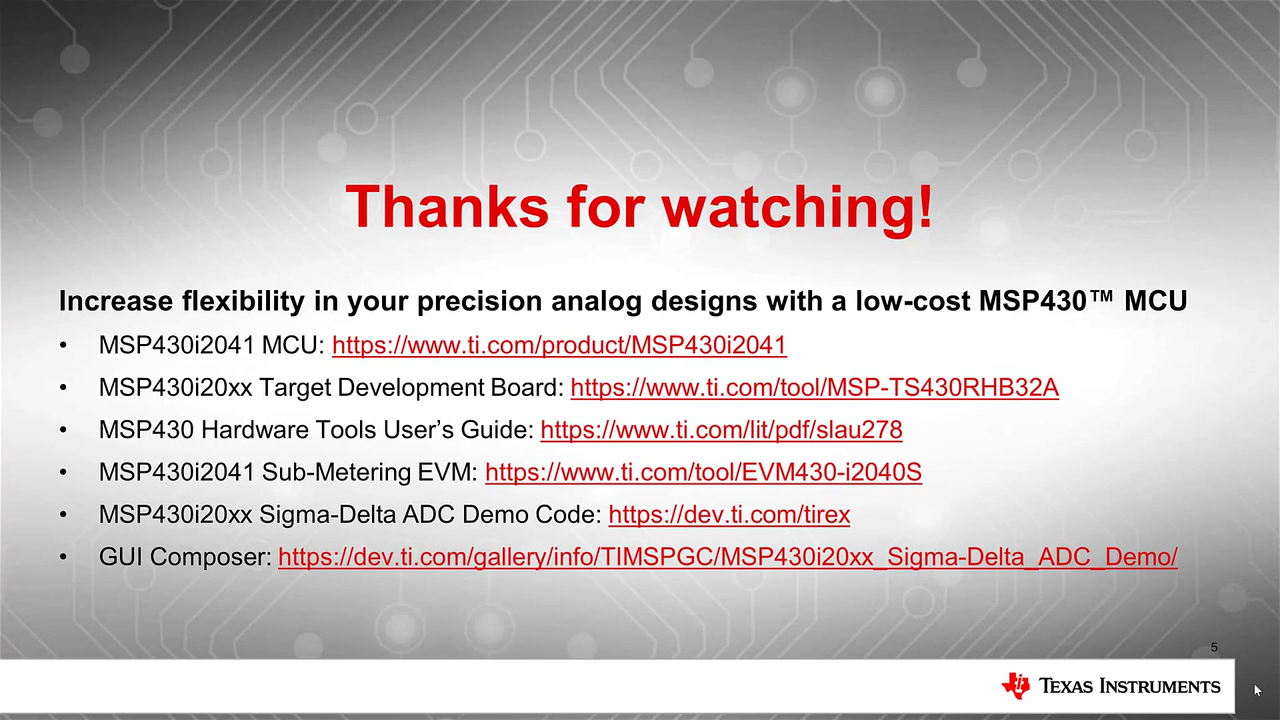 Thanks for watching!
Increase flexibility in your precision analog designs with a low-cost MSP430™ MCU
• MSP430i2041 MCU: https://www.ti.com/product/MSP430i2041
• MSP430i20xx Target Development Board: https://www.ti.com/tool/MSP-TS430RHB32A
• MSP430 Hardware Tools User’s Guide: https://www.ti.com/lit/pdf/slau278
• MSP430i2041 Sub-Metering EVM: https://www.ti.com/tool/EVM430-i2040S
• MSP430i20xx Sigma-Delta ADC Demo Code: https://dev.ti.com/tirex
• GUI Composer: https://dev.ti.com/gallery/info/TIMSPGC/MSP430i20xx_Sigma-Delta_ADC_Demo/
5
TEXAS INSTRUMENTS